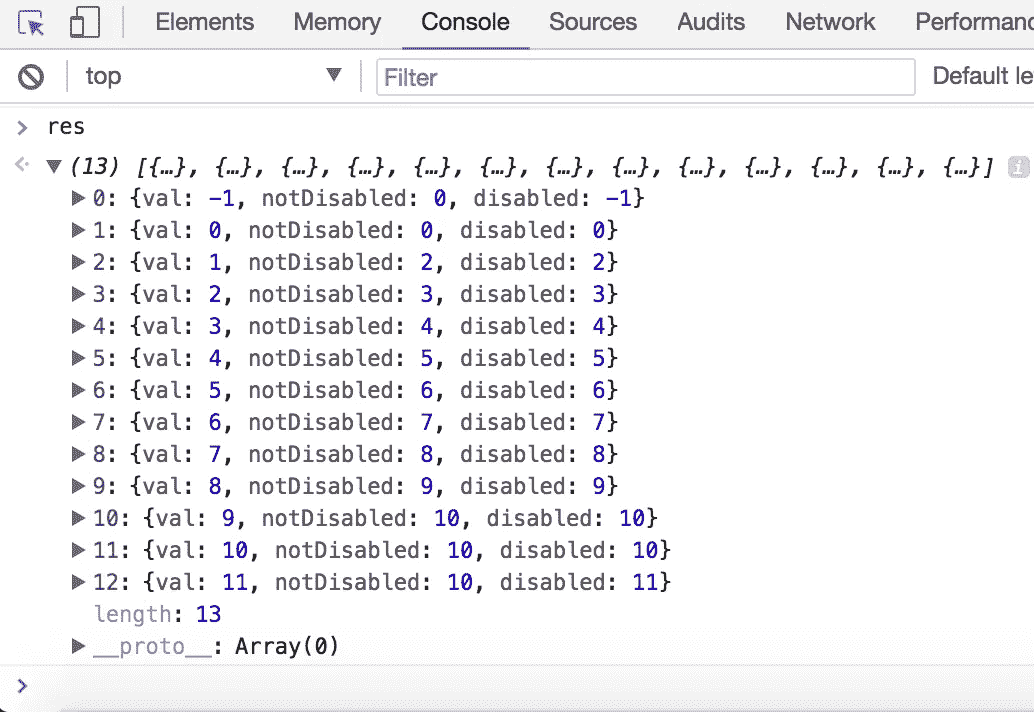 Elements Memory Console Sources Audits Network Performanc
top ▼ Filter Default le
> res
▼ (13) [{…}, {…}, {…}, {…}, {…}, {…}, {…}, {…}, {…}, {…}, {…}, {…}, {…}] i
▶ 0: {val: -1, notDisabled: 0, disabled: -1}
▶ 1: {val: 0, notDisabled: 0, disabled: 0}
▶ 2: {val: 1, notDisabled: 2, disabled: 2}
▶ 3: {val: 2, notDisabled: 3, disabled: 3}
▶ 4: {val: 3, notDisabled: 4, disabled: 4}
▶ 5: {val: 4, notDisabled: 5, disabled: 5}
▶ 6: {val: 5, notDisabled: 6, disabled: 6}
▶ 7: {val: 6, notDisabled: 7, disabled: 7}
▶ 8: {val: 7, notDisabled: 8, disabled: 8}
▶ 9: {val: 8, notDisabled: 9, disabled: 9}
▶ 10: {val: 9, notDisabled: 10, disabled: 10}
▶ 11: {val: 10, notDisabled: 10, disabled: 10}
▶ 12: {val: 11, notDisabled: 10, disabled: 11}
length: 13
▶ __proto__: Array(0)
>